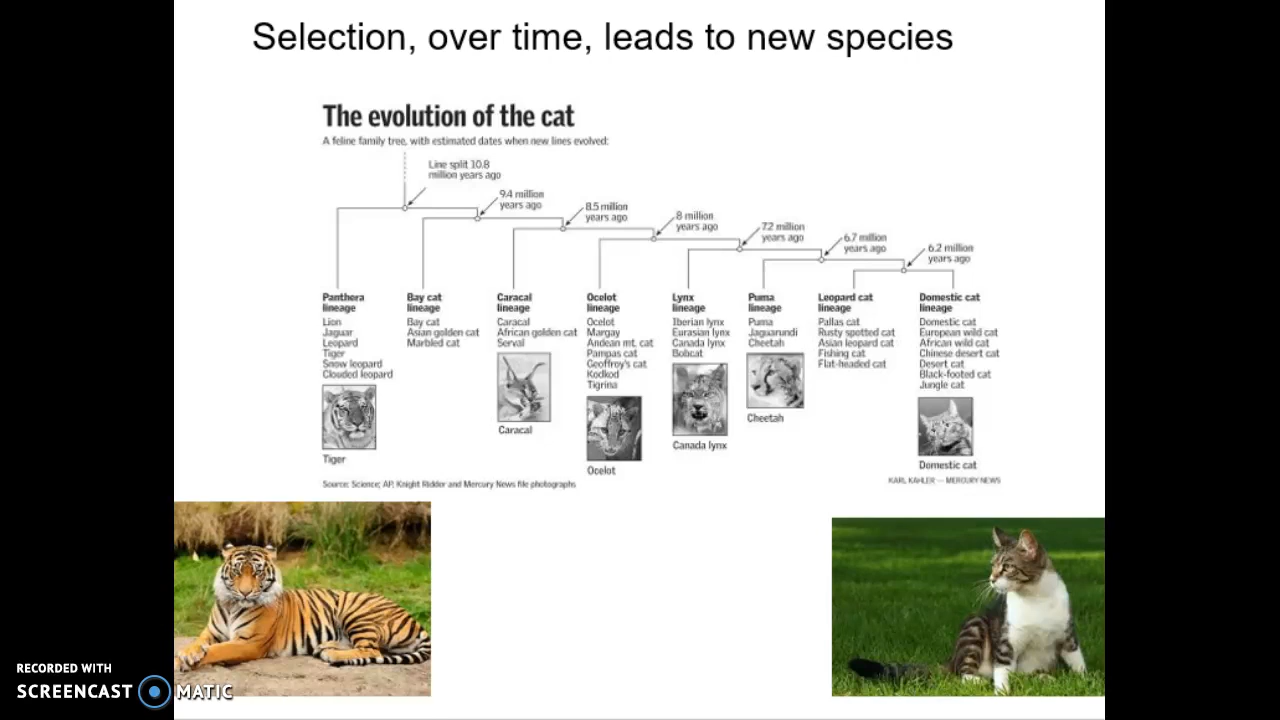 Selection, over time, leads to new species
The evolution of the cat
A feline family tree, with estimated dates when new lines evolved:
Line split 10.8
million years ago
9.4 million
years ago
8.5 million
years ago
8 million
years ago
7.2 million
years ago
6.7 million
years ago
6.2 million
years ago
Panthera
lineage
Lion
Jaguar
Leopard
Tiger
Snow leopard
Clouded leopard
Tiger
Bay cat
lineage
Bay cat
Asian golden cat
Marbled cat
Caracal
lineage
Caracal
African golden cat
Serval
Caracal
Ocelot
lineage
Ocelot
Margay
Andean mt. cat
Pampas cat
Geoffroy's cat
Kodkod
Tigrina
Ocelot
Lynx
lineage
Iberian lynx
Eurasian lynx
Canada lynx
Bobcat
Canada lynx
Puma
lineage
Puma
Jaguarundi
Cheetah
Cheetah
Leopard cat
lineage
Pallas cat
Rusty spotted cat
Asian leopard cat
Fishing cat
Flat-headed cat
Domestic cat
lineage
Domestic cat
European wild cat
African wild cat
Chinese desert cat
Desert cat
Black-footed cat
Jungle cat
Domestic cat
Source: Science; AP, Knight Ridder and Mercury News file photographs
KARL KAHLER — MERCURY NEWS
RECORDED WITH
SCREENCAST MATIC